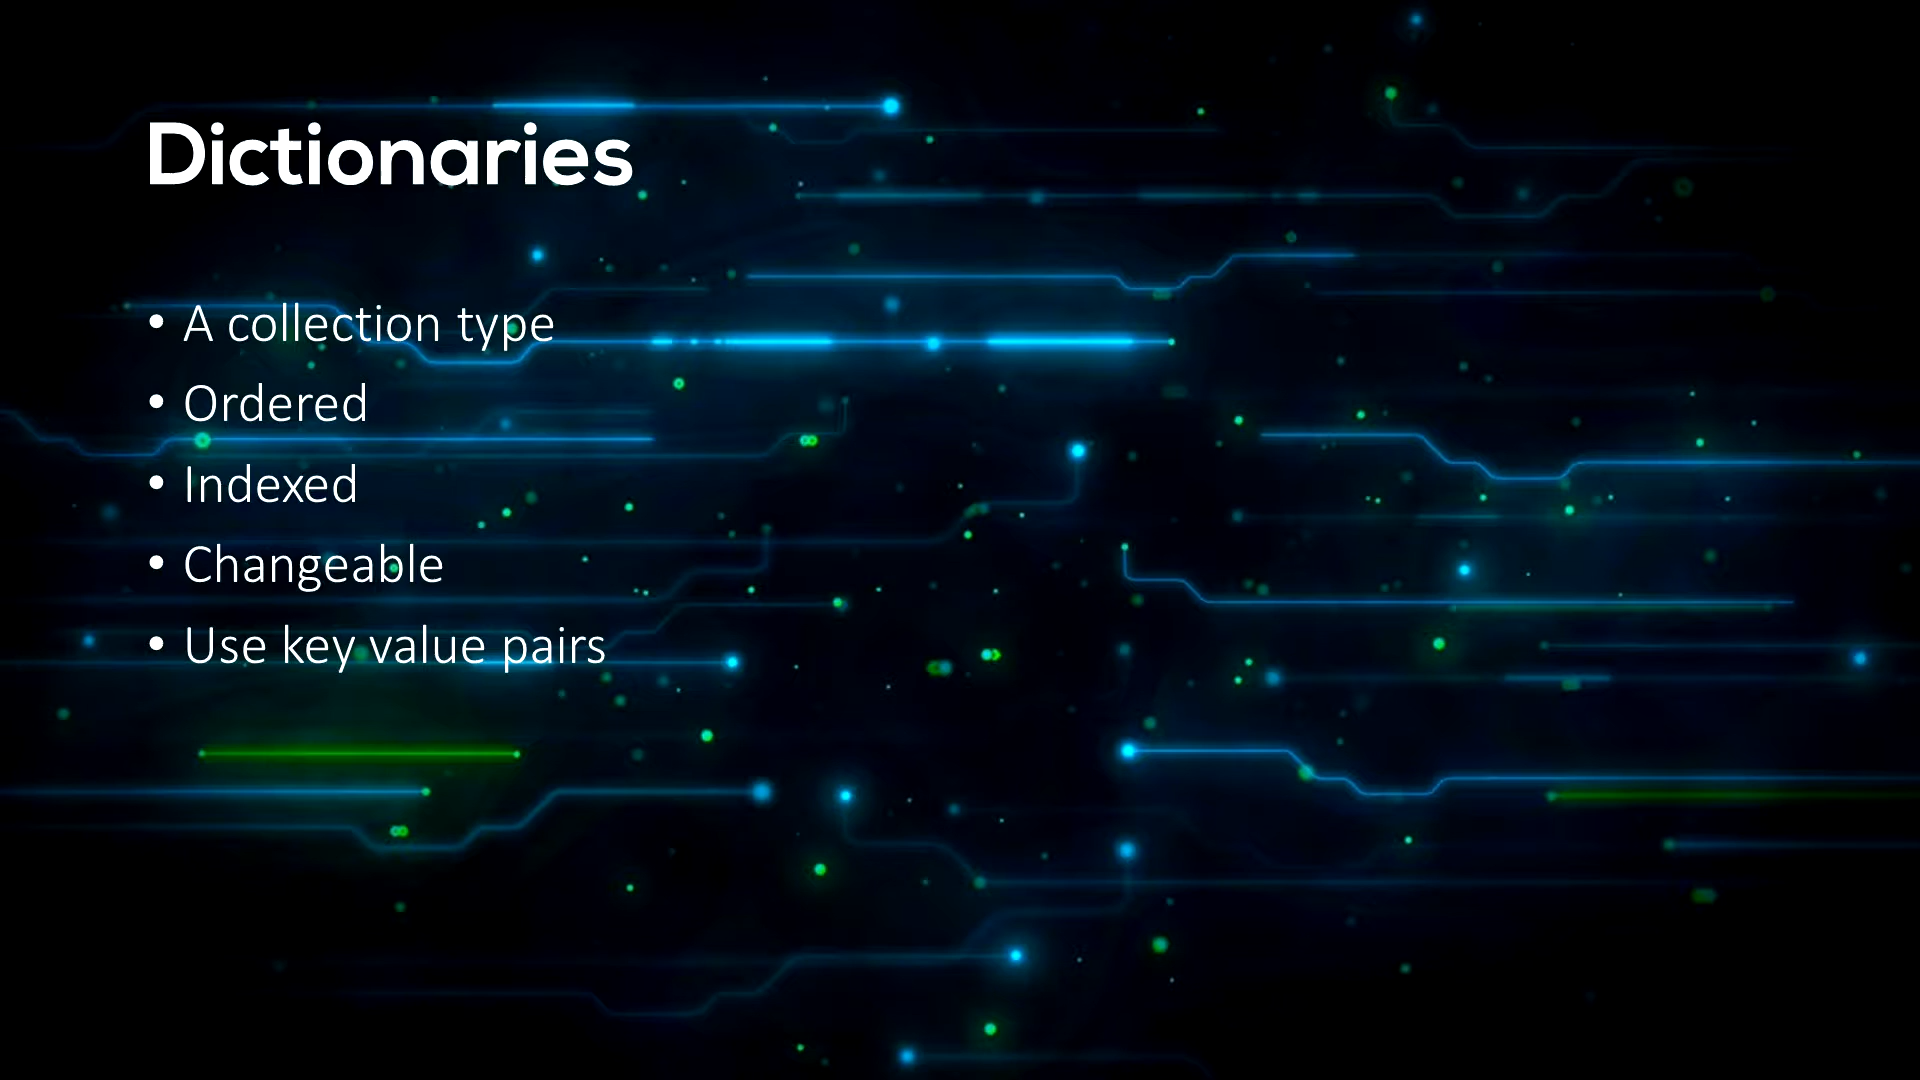 Dictionaries
• A collection type
• Ordered
• Indexed
• Changeable
• Use key value pairs